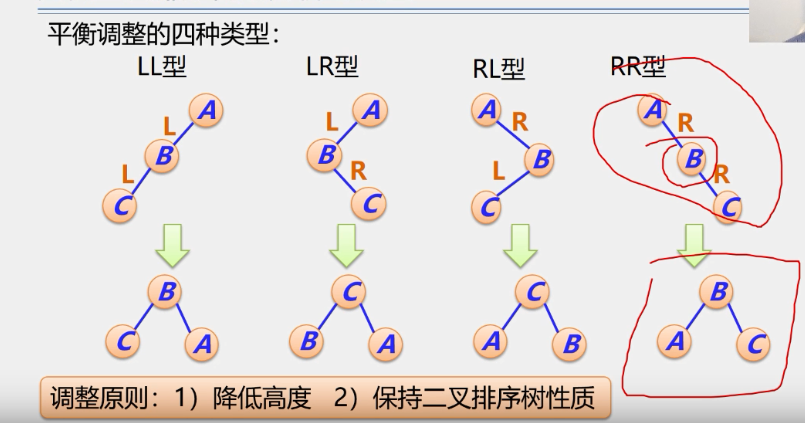 平衡调整的四种类型：
LL型 LR型 RL型 RR型
A A A A
L L R R
B B B B
L R L R
C C C C
B C C B
C A B A A B A C
调整原则：1）降低高度 2）保持二叉排序树性质